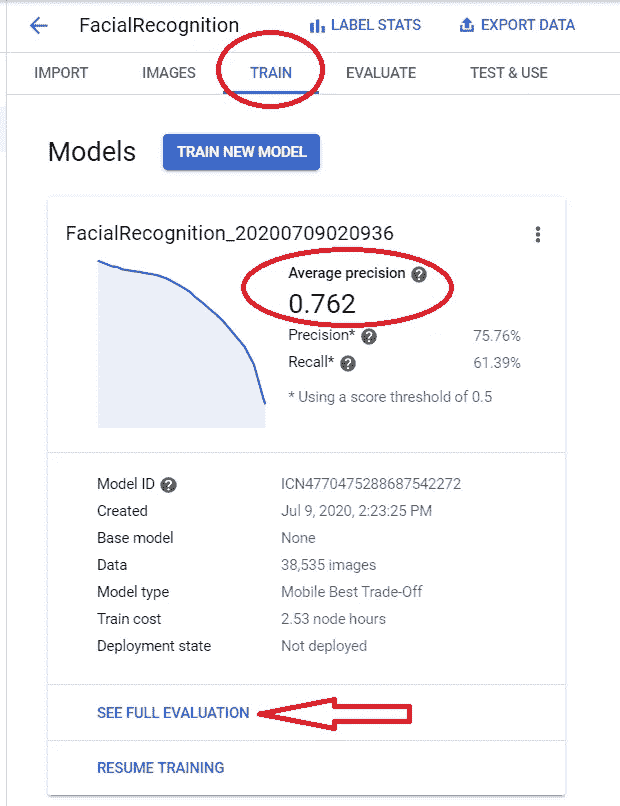 FacialRecognition LABEL STATS EXPORT DATA
IMPORT IMAGES TRAIN EVALUATE TEST & USE
Models TRAIN NEW MODEL
FacialRecognition_20200709020936
Average precision ?
0.762
Precision* ? 75.76%
Recall* ? 61.39%
* Using a score threshold of 0.5
Model ID ? ICN4770475288687542272
Created Jul 9, 2020, 2:23:25 PM
Base model None
Data 38,535 images
Model type Mobile Best Trade-Off
Train cost 2.53 node hours
Deployment state Not deployed
SEE FULL EVALUATION
RESUME TRAINING